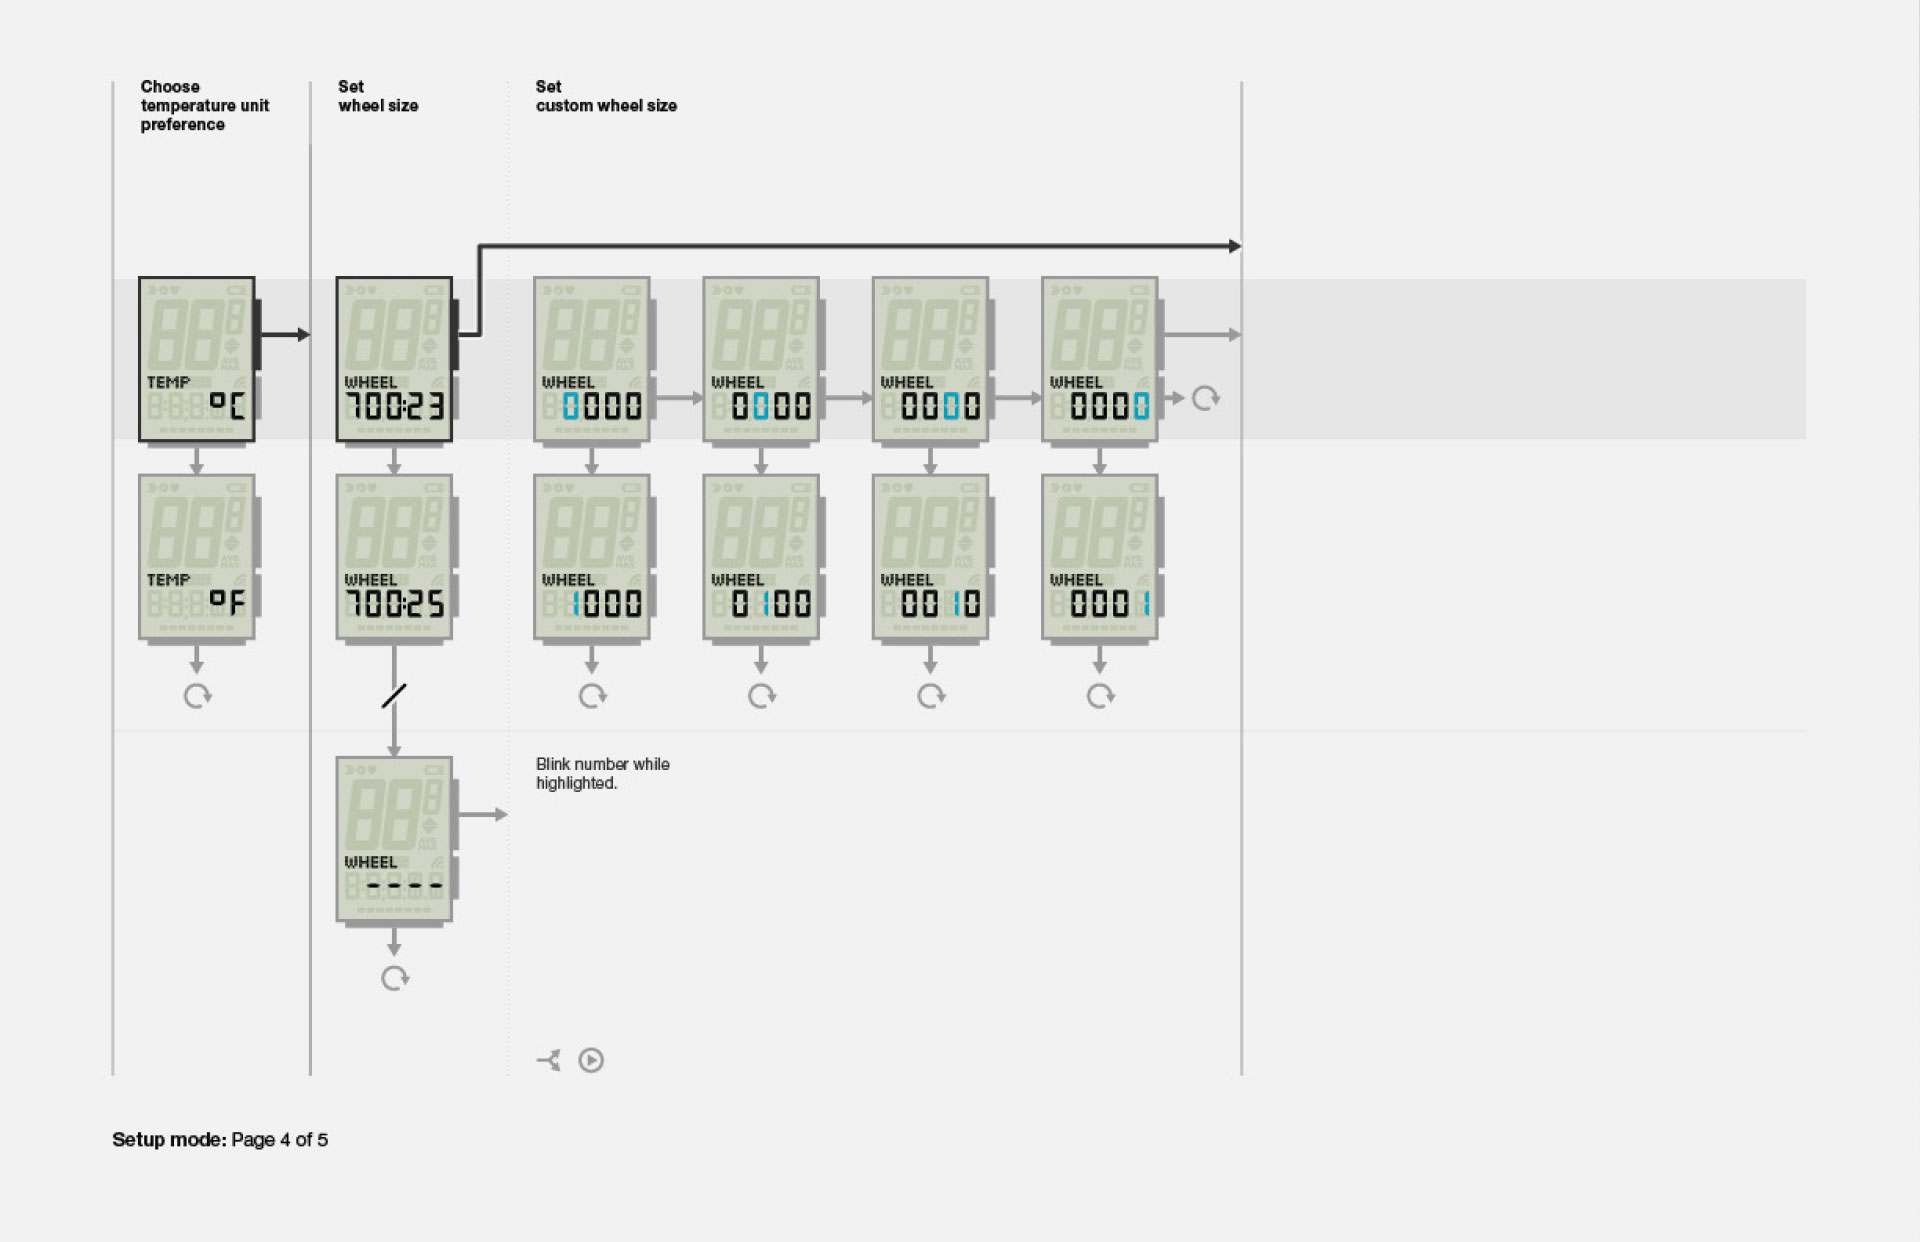 Choose
temperature unit
preference
Set
wheel size
Set
custom wheel size
TEMP
°C
WHEEL
700:23
WHEEL
0000
WHEEL
0000
WHEEL
0000
WHEEL
0000
TEMP
°F
WHEEL
700:25
WHEEL
1000
WHEEL
0100
WHEEL
0010
WHEEL
0001
WHEEL
----
Blink number while
highlighted.
Setup mode: Page 4 of 5